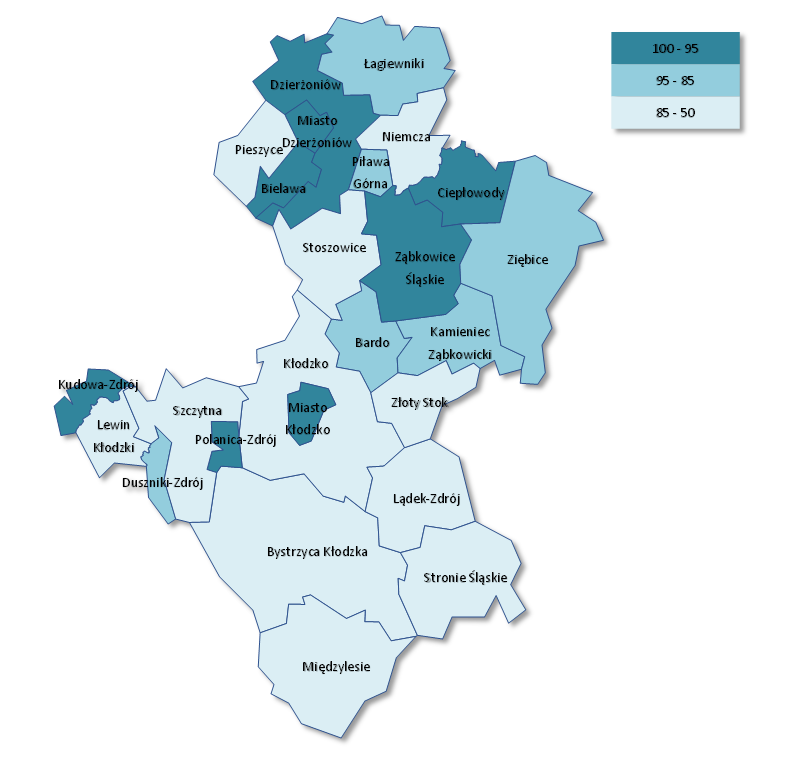 100 - 95
95 - 85
85 - 50
Łagiewniki
Dzierżoniów
Miasto
Dzierżoniów
Niemcza
Pieszyce
Piława
Górna
Bielawa
Ciepłowody
Stoszowice
Ząbkowice
Śląskie
Ziębice
Bardo
Kamieniec
Ząbkowicki
Kłodzko
Kudowa-Zdrój
Szczytna
Miasto
Kłodzko
Złoty Stok
Lewin
Kłodzki
Polanica-Zdrój
Duszniki-Zdrój
Lądek-Zdrój
Bystrzyca Kłodzka
Stronie Śląskie
Międzylesie